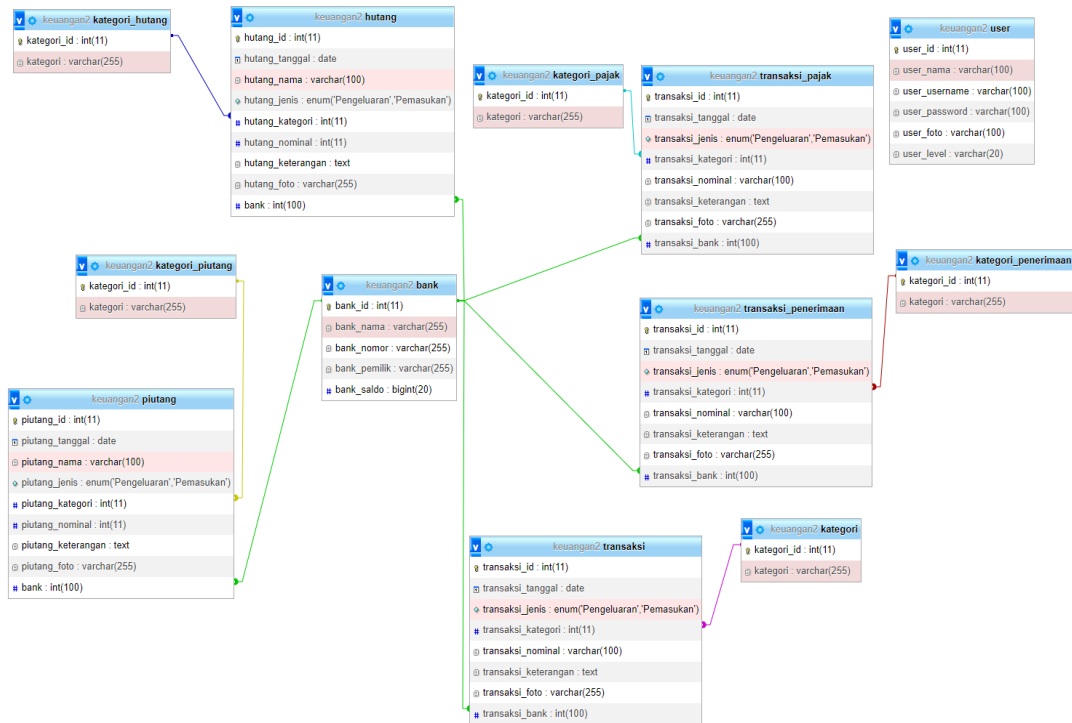 keuangan2 kategori_hutang
kategori_id : int(11)
kategori : varchar(255)
keuangan2 hutang
hutang_id : int(11)
hutang_tanggal : date
hutang_nama : varchar(100)
hutang_jenis : enum('Pengeluaran','Pemasukan')
hutang_kategori : int(11)
hutang_nominal : int(11)
hutang_keterangan : text
hutang_foto : varchar(255)
bank : int(100)
keuangan2 kategori_pajak
kategori_id : int(11)
kategori : varchar(255)
keuangan2 transaksi_pajak
transaksi_id : int(11)
transaksi_tanggal : date
transaksi_jenis : enum('Pengeluaran','Pemasukan')
transaksi_kategori : int(11)
transaksi_nominal : varchar(100)
transaksi_keterangan : text
transaksi_foto : varchar(255)
transaksi_bank : int(100)
keuangan2 user
user_id : int(11)
user_nama : varchar(100)
user_username : varchar(100)
user_password : varchar(100)
user_foto : varchar(100)
user_level : varchar(20)
keuangan2 kategori_piutang
kategori_id : int(11)
kategori : varchar(255)
keuangan2 bank
bank_id : int(11)
bank_nama : varchar(255)
bank_nomor : varchar(255)
bank_pemilik : varchar(255)
bank_saldo : bigint(20)
keuangan2 kategori_penerimaan
kategori_id : int(11)
kategori : varchar(255)
keuangan2 transaksi_penerimaan
transaksi_id : int(11)
transaksi_tanggal : date
transaksi_jenis : enum('Pengeluaran','Pemasukan')
transaksi_kategori : int(11)
transaksi_nominal : varchar(100)
transaksi_keterangan : text
transaksi_foto : varchar(255)
transaksi_bank : int(100)
keuangan2 piutang
piutang_id : int(11)
piutang_tanggal : date
piutang_nama : varchar(100)
piutang_jenis : enum('Pengeluaran','Pemasukan')
piutang_kategori : int(11)
piutang_nominal : int(11)
piutang_keterangan : text
piutang_foto : varchar(255)
bank : int(100)
keuangan2 transaksi
transaksi_id : int(11)
transaksi_tanggal : date
transaksi_jenis : enum('Pengeluaran','Pemasukan')
transaksi_kategori : int(11)
transaksi_nominal : varchar(100)
transaksi_keterangan : text
transaksi_foto : varchar(255)
transaksi_bank : int(100)
keuangan2 kategori
kategori_id : int(11)
kategori : varchar(255)